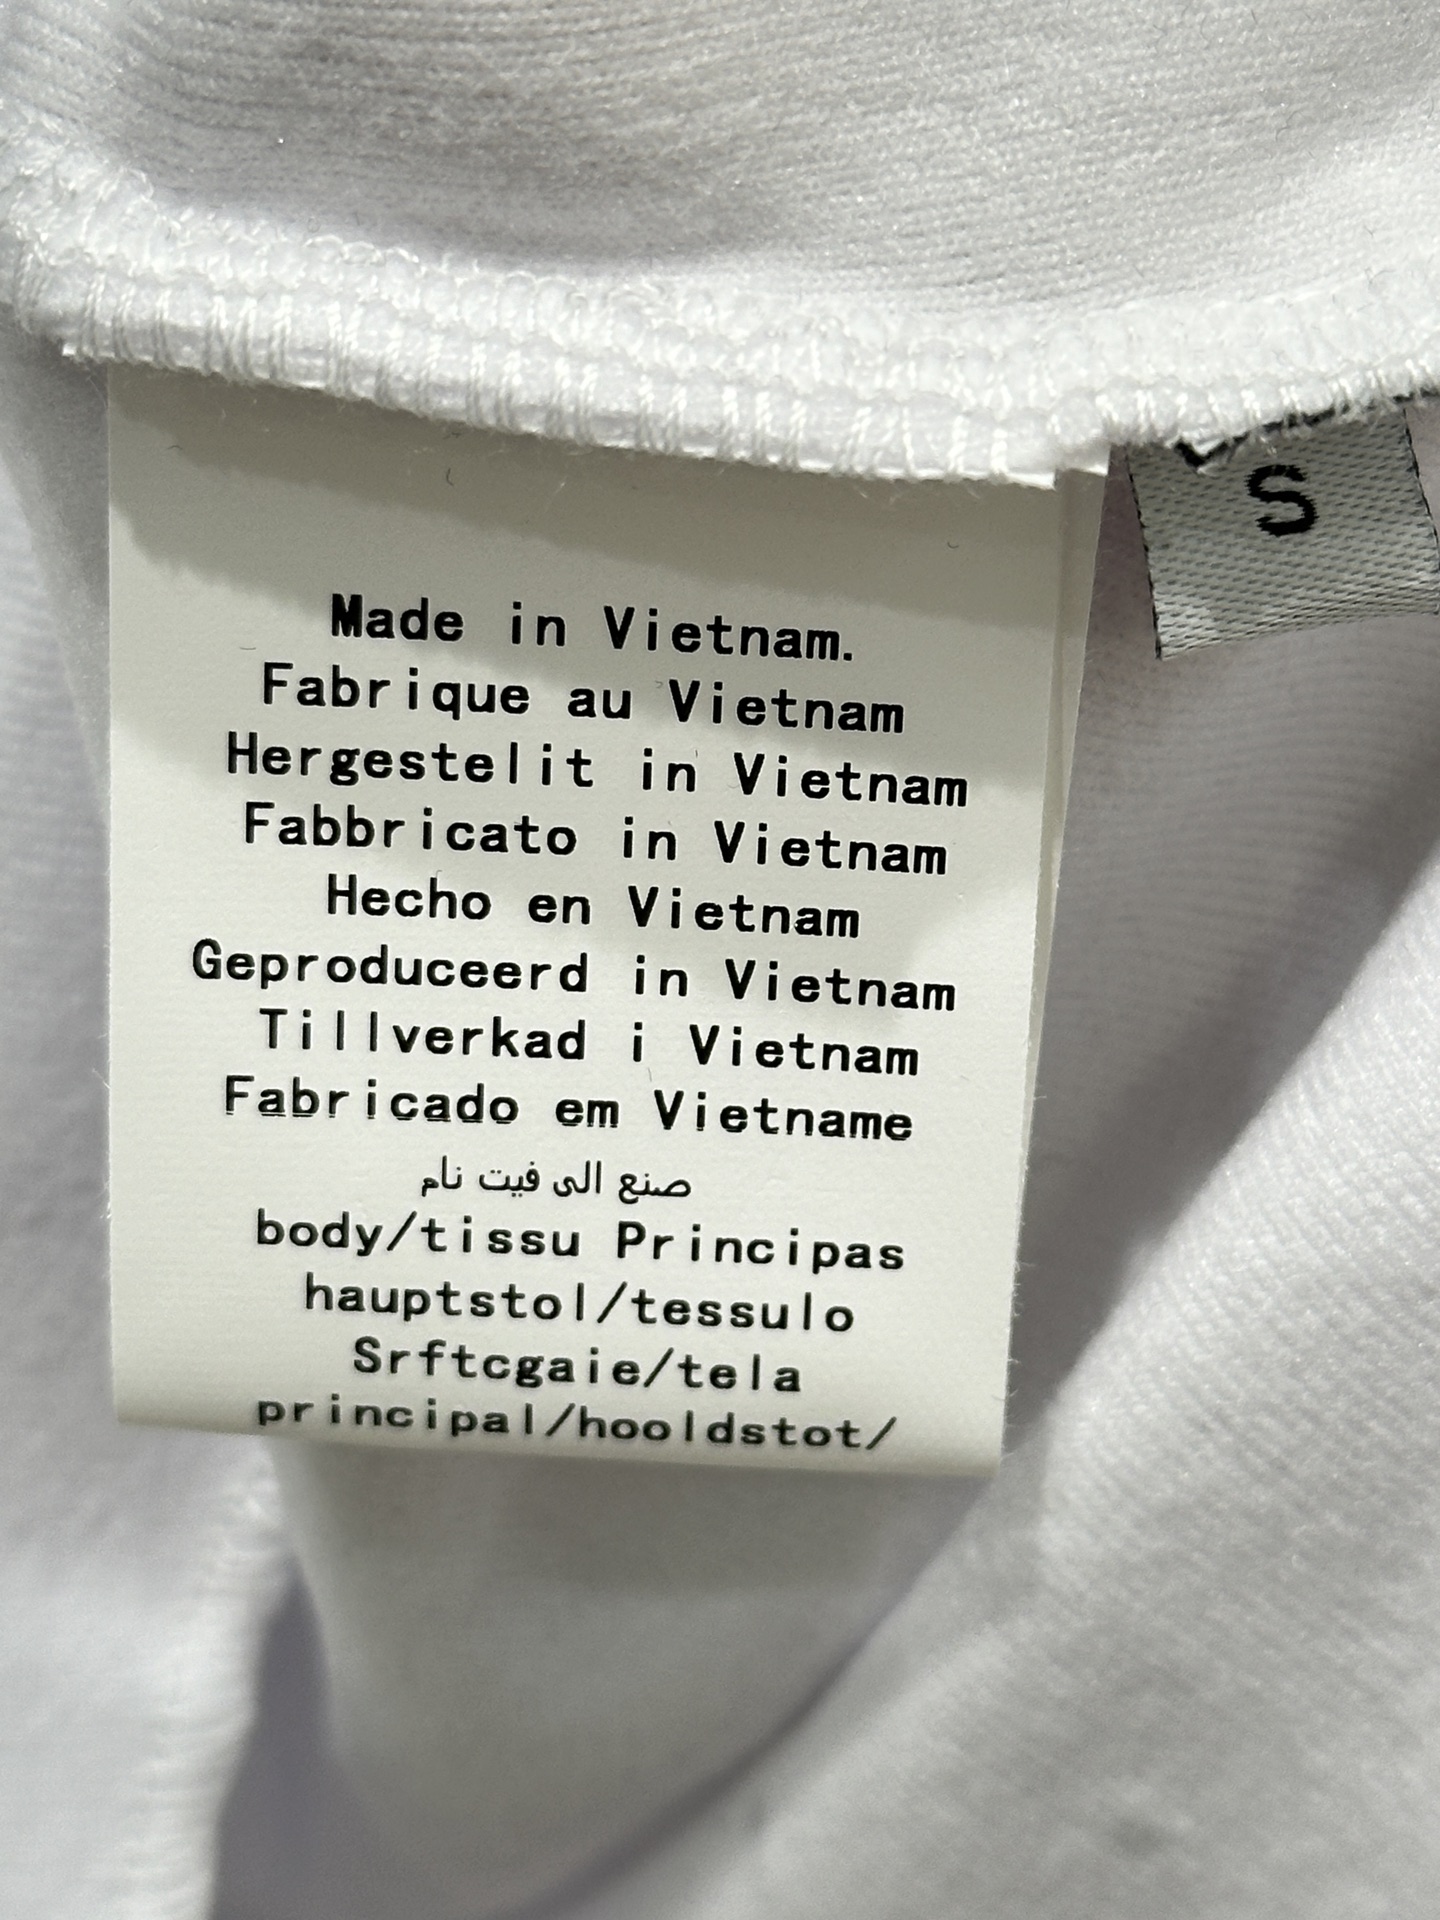 S
Made in Vietnam.
Fabrique au Vietnam
Hergestelit in Vietnam
Fabbricato in Vietnam
Hecho en Vietnam
Geproduceerd in Vietnam
Tillverkad i Vietnam
Fabricado em Vietname
صنع الى فيت نام
body/tissu Principas
hauptstol/tessulo
Srftcgaie/tela
principal/hooldstot/